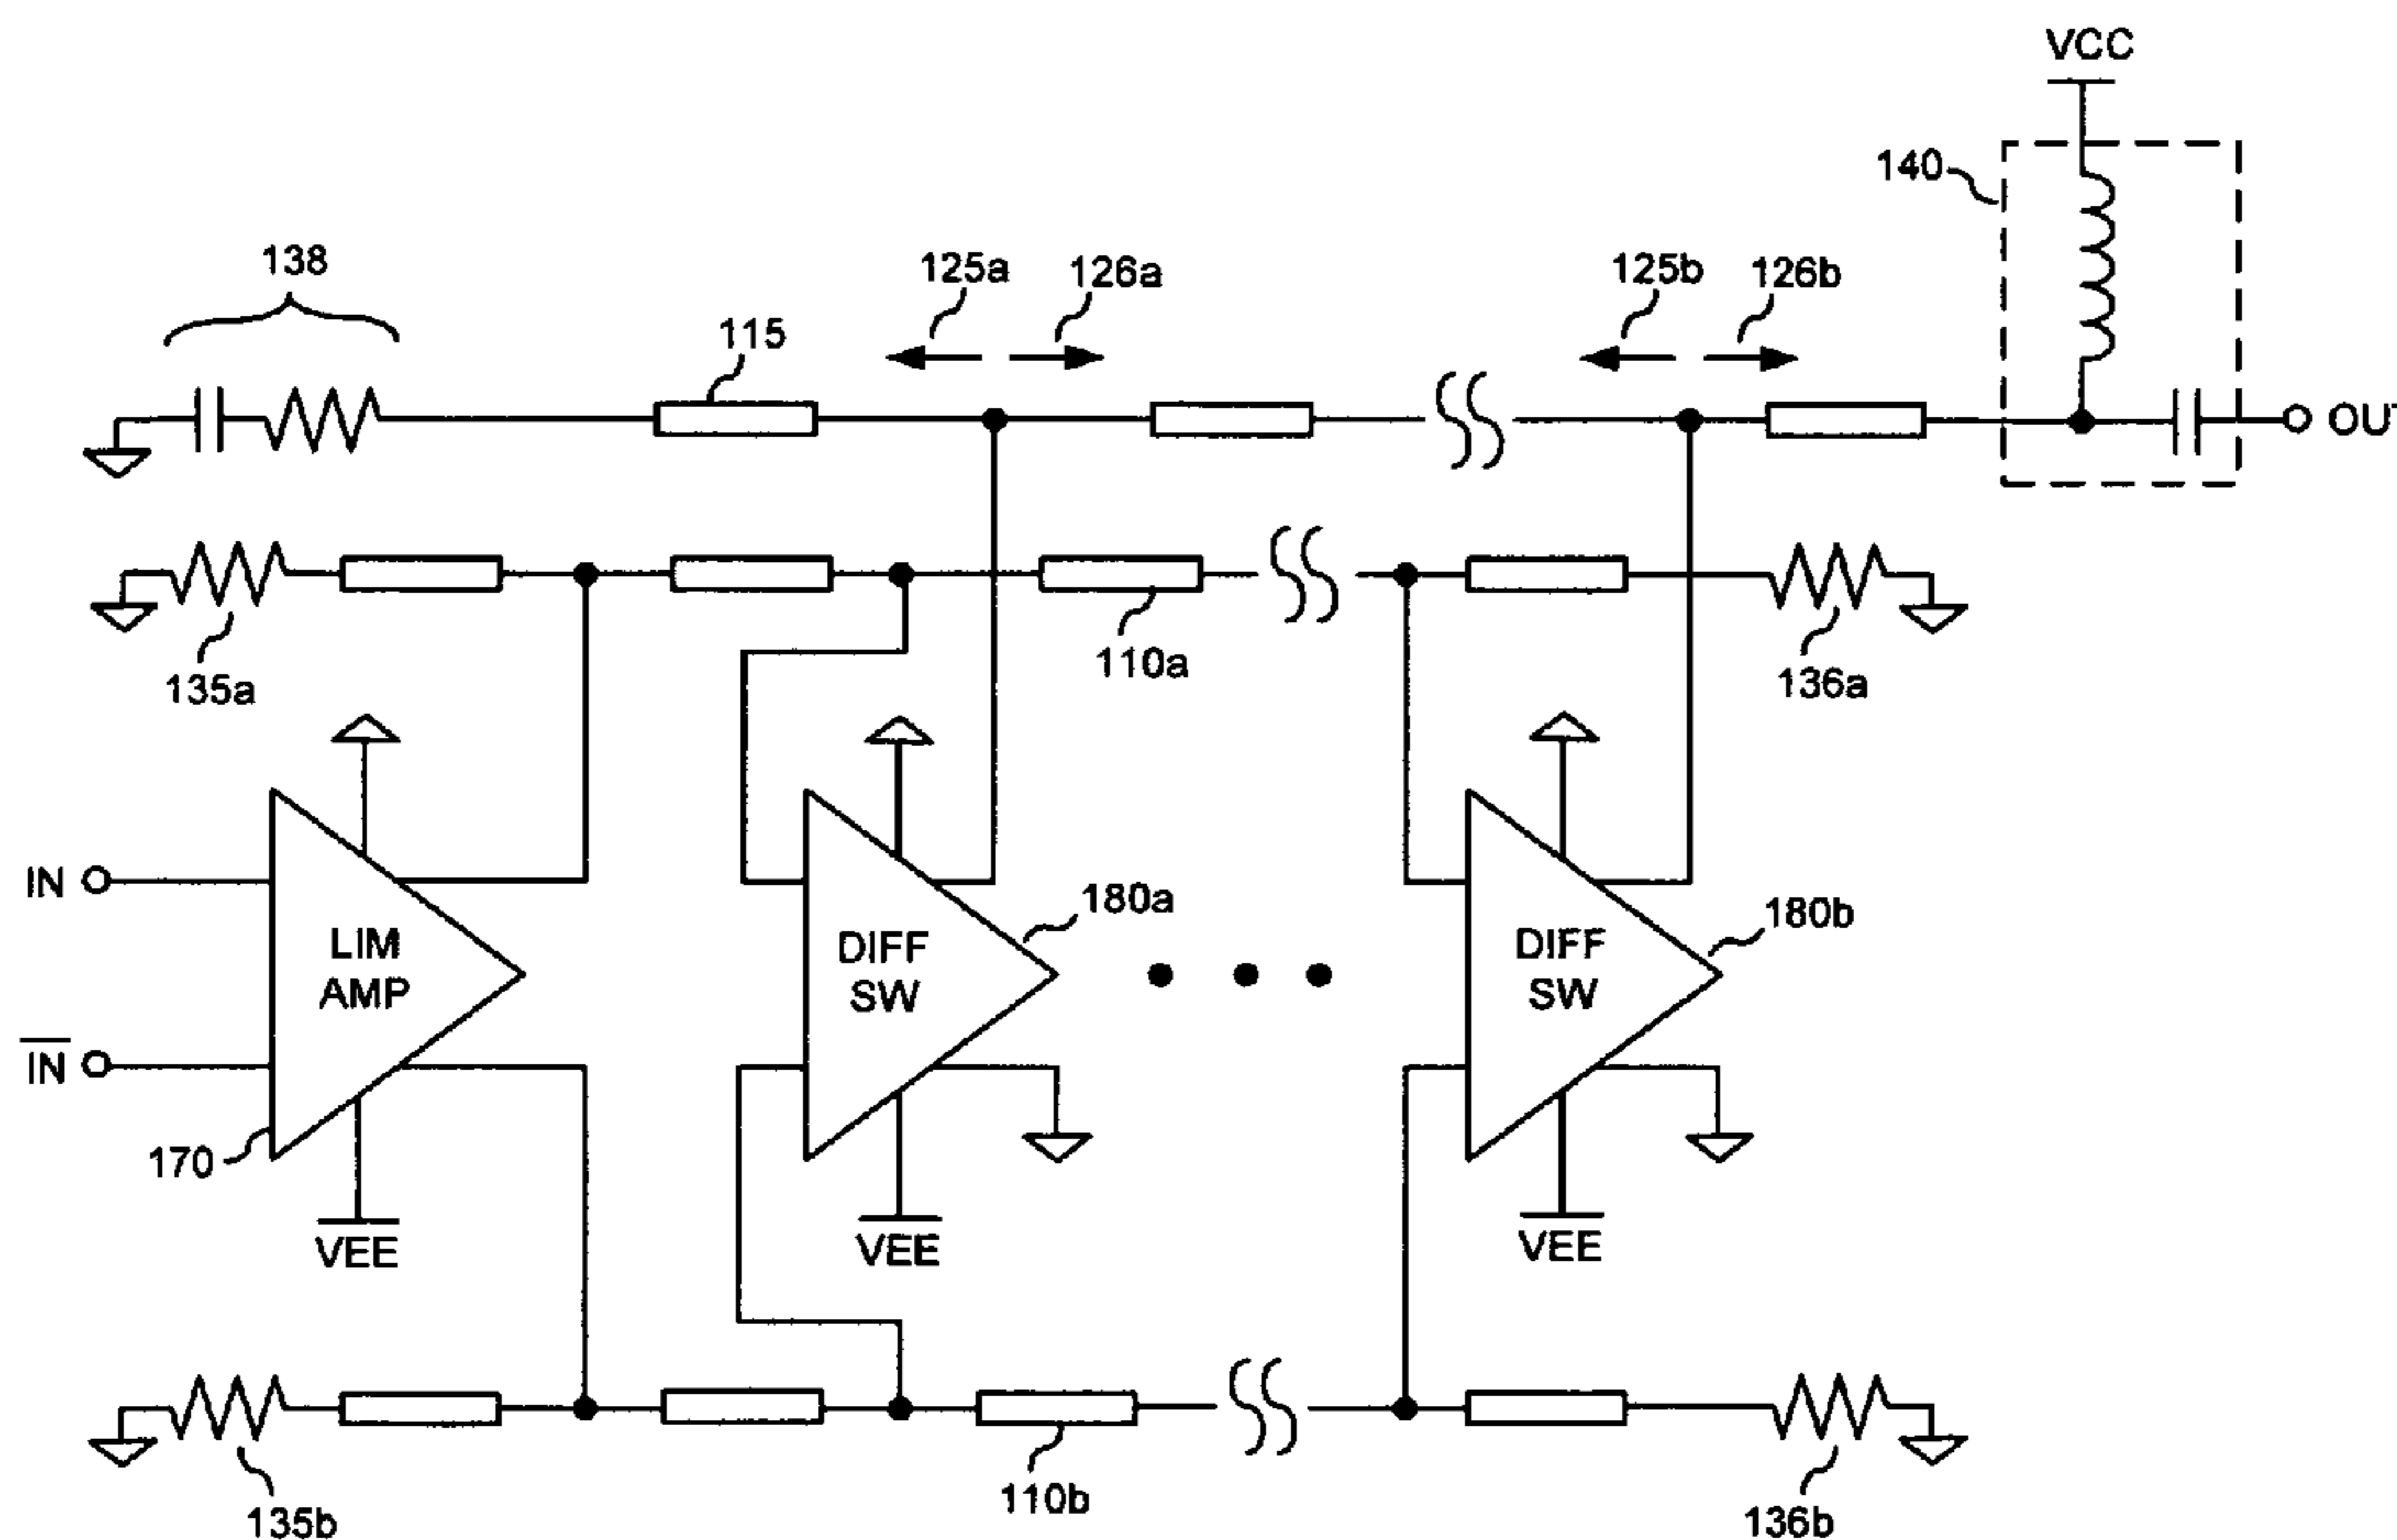 VCC
140
138
125a
126a
125b
126b
115
OUT
110a
135a
136a
IN
LIM
AMP
DIFF
SW
180a
DIFF
SW
180b
IN
170
VEE
VEE
VEE
110b
135b
136b